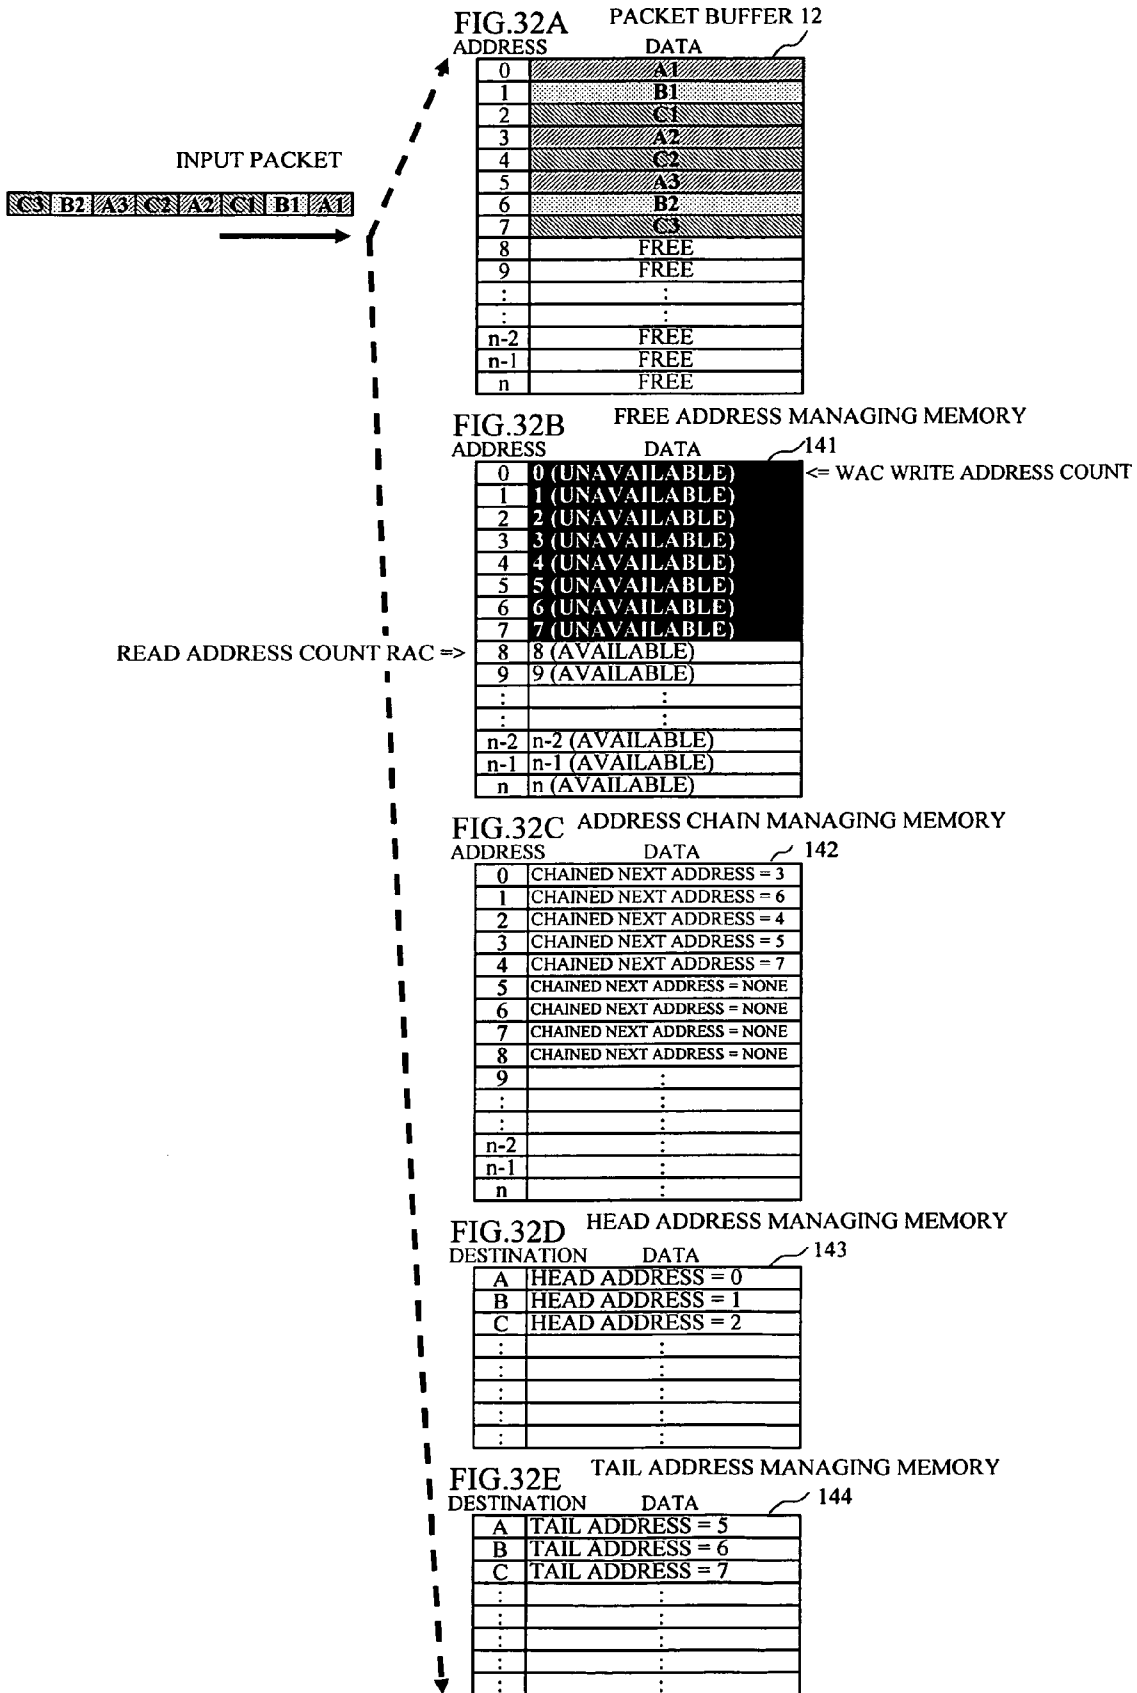 FIG.32A PACKET BUFFER 12
ADDRESS DATA
0 A1
1 B1
2 C1
3 A2
4 C2
5 A3
6 B2
7 C3
8 FREE
9 FREE
: :
: :
n-2 FREE
n-1 FREE
n FREE
INPUT PACKET
C3 B2 A3 C2 A2 C1 B1 A1
FIG.32B FREE ADDRESS MANAGING MEMORY
ADDRESS DATA 141
0 0 (UNAVAILABLE) <= WAC WRITE ADDRESS COUNT
1 1 (UNAVAILABLE)
2 2 (UNAVAILABLE)
3 3 (UNAVAILABLE)
4 4 (UNAVAILABLE)
5 5 (UNAVAILABLE)
6 6 (UNAVAILABLE)
7 7 (UNAVAILABLE)
READ ADDRESS COUNT RAC => 8 8 (AVAILABLE)
9 9 (AVAILABLE)
: :
: :
n-2 n-2 (AVAILABLE)
n-1 n-1 (AVAILABLE)
n n (AVAILABLE)
FIG.32C ADDRESS CHAIN MANAGING MEMORY
ADDRESS DATA 142
0 CHAINED NEXT ADDRESS = 3
1 CHAINED NEXT ADDRESS = 6
2 CHAINED NEXT ADDRESS = 4
3 CHAINED NEXT ADDRESS = 5
4 CHAINED NEXT ADDRESS = 7
5 CHAINED NEXT ADDRESS = NONE
6 CHAINED NEXT ADDRESS = NONE
7 CHAINED NEXT ADDRESS = NONE
8 CHAINED NEXT ADDRESS = NONE
9 :
: :
: :
n-2 :
n-1 :
n :
FIG.32D HEAD ADDRESS MANAGING MEMORY
DESTINATION DATA 143
A HEAD ADDRESS = 0
B HEAD ADDRESS = 1
C HEAD ADDRESS = 2
: :
: :
: :
: :
: :
FIG.32E TAIL ADDRESS MANAGING MEMORY
DESTINATION DATA 144
A TAIL ADDRESS = 5
B TAIL ADDRESS = 6
C TAIL ADDRESS = 7
: :
: :
: :
: :
: :